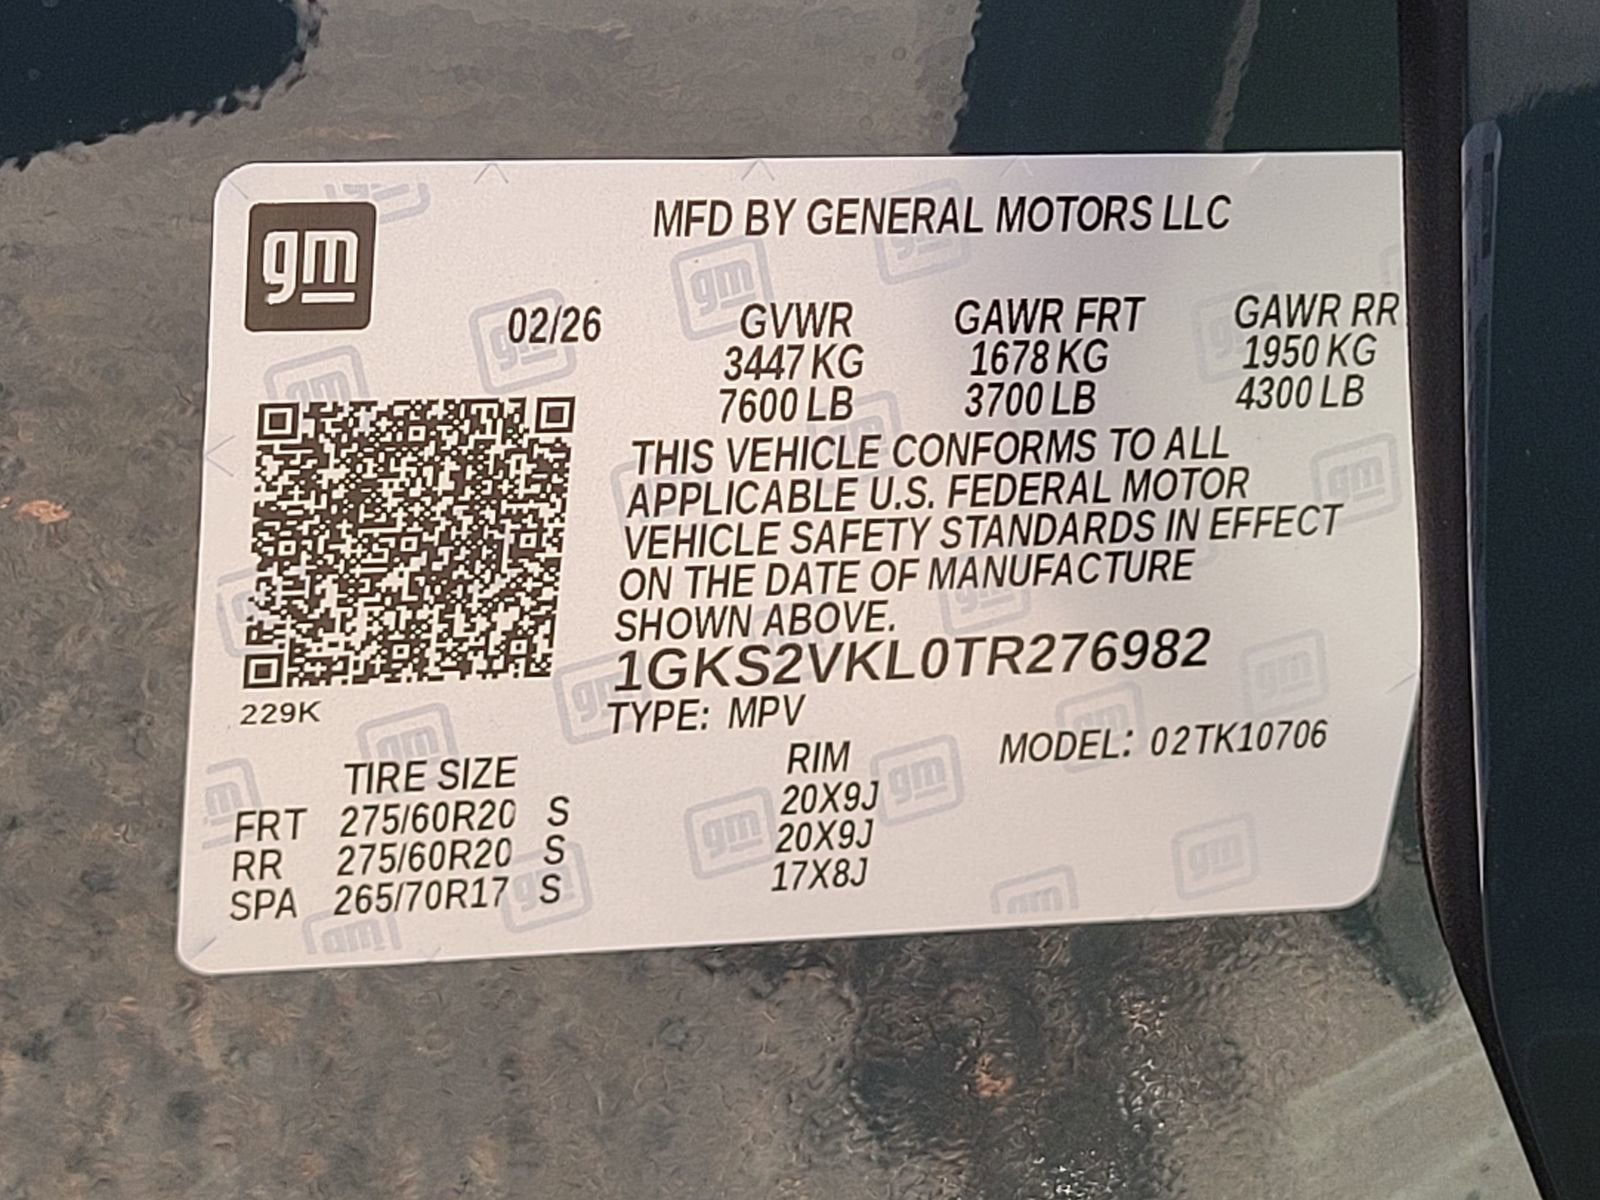 gm
MFD BY GENERAL MOTORS LLC
02/26 GVWR GAWR FRT GAWR RR
3447 KG 1678 KG 1950 KG
7600 LB 3700 LB 4300 LB
THIS VEHICLE CONFORMS TO ALL
APPLICABLE U.S. FEDERAL MOTOR
VEHICLE SAFETY STANDARDS IN EFFECT
ON THE DATE OF MANUFACTURE
SHOWN ABOVE.
1GKS2VKL0TR276982
229K
TYPE: MPV
MODEL: 02TK10706
TIRE SIZE RIM
FRT 275/60R20 S 20X9J
RR 275/60R20 S 20X9J
SPA 265/70R17 S 17X8J